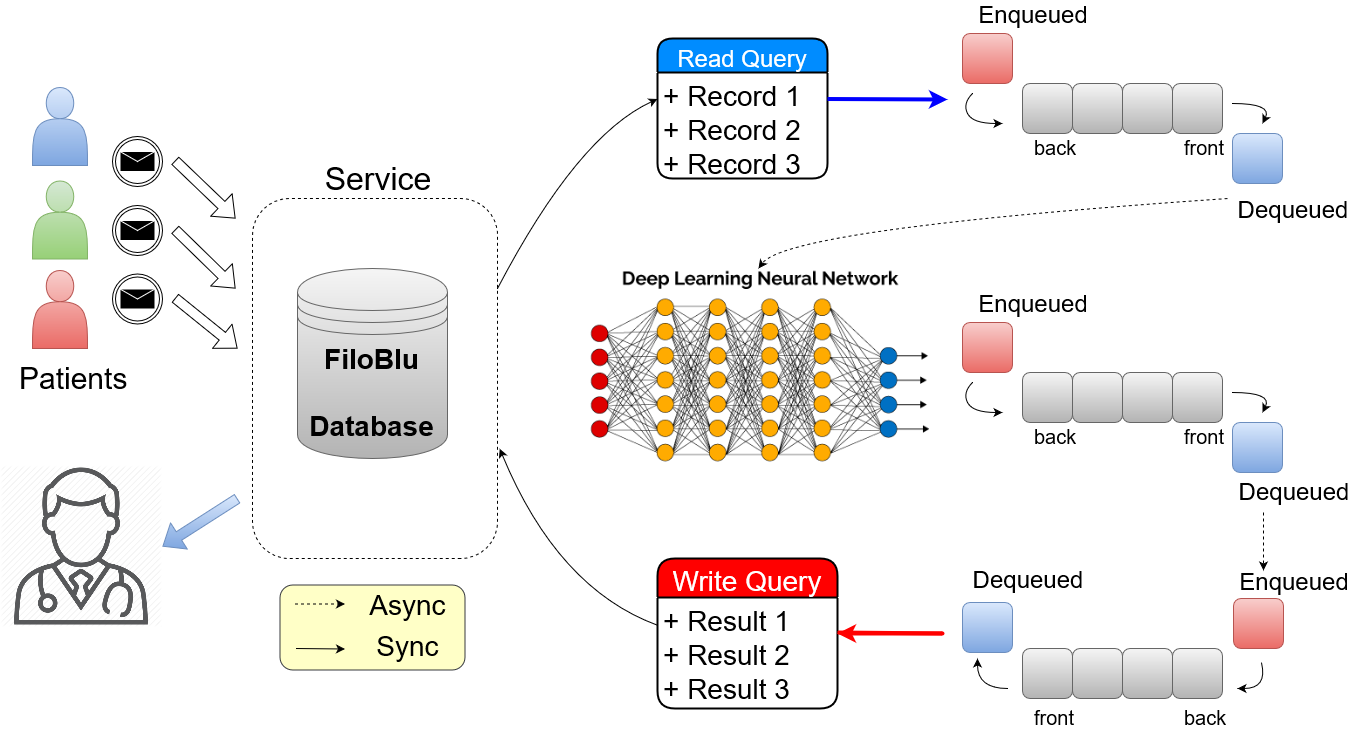 Enqueued
Read Query
+ Record 1
+ Record 2
+ Record 3
back
front
Dequeued
Service
Patients
FiloBlu
Database
Deep Learning Neural Network
Enqueued
back
front
Dequeued
Async
Sync
Write Query
+ Result 1
+ Result 2
+ Result 3
Dequeued
Enqueued
front
back